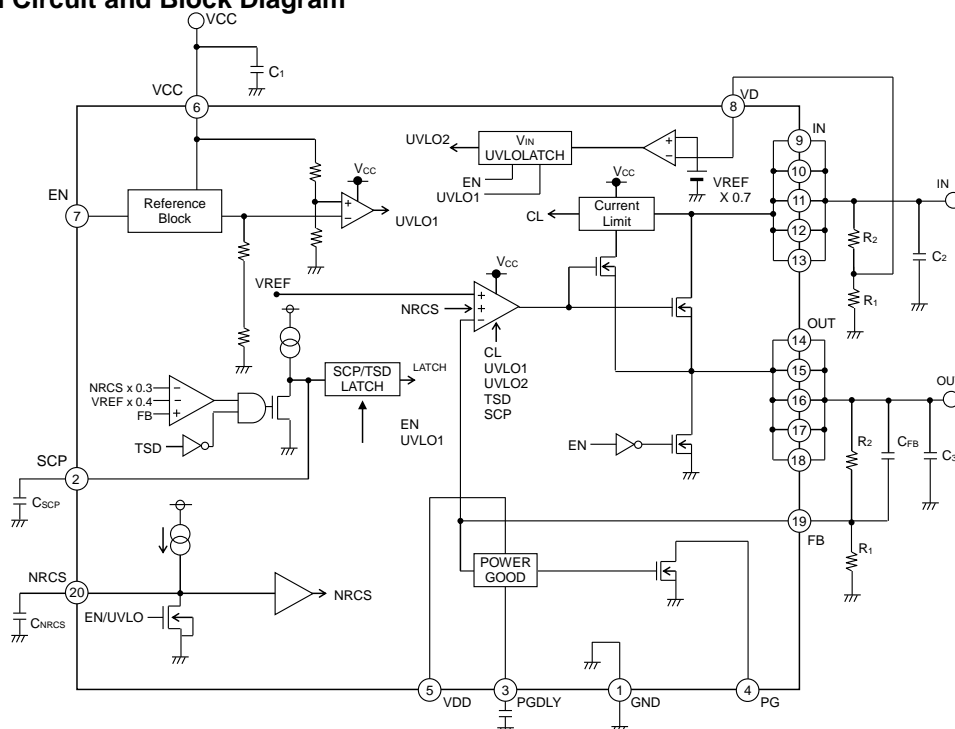 l Circuit and Block Diagram
VCC
C1
VCC
6
8
VD
IN
UVLO2
VIN
UVLOLATCH
9
EN
UVLO1
10
VREF
X 0.7
EN
7
Reference
Block
VCC
UVLO1
VCC
CL
Current
Limit
11
IN
12
R2
C2
13
R1
VREF
VCC
NRCS
OUT
14
CL
UVLO1
UVLO2
TSD
SCP
15
SCP/TSD
LATCH
LATCH
NRCS x 0.3
VREF x 0.4
FB
16
OU
EN
UVLO1
17
R2
CFB
C3
TSD
EN
18
SCP
2
CSCP
19
FB
R1
NRCS
20
POWER
GOOD
CNRCS
EN/UVLO
NRCS
5
VDD
3
PGDLY
1
GND
4
PG